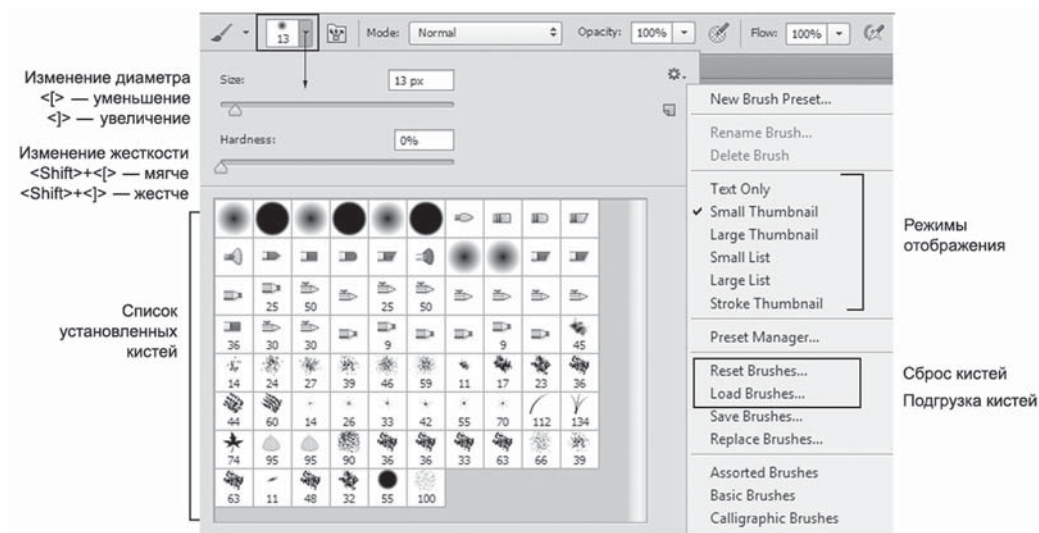 13
Mode: Normal
Opacity: 100%
Flow: 100%
Изменение диаметра
<[> — уменьшение
<]> — увеличение
Изменение жесткости
<Shift>+<[> — мягче
<Shift>+<]> — жестче
Список
установленных
кистей
Size: 13 px
Hardness: 0%
25 50 25 50
36 30 30 9 9 45
14 24 27 39 46 59 11 17 23 36
44 60 14 26 33 42 55 70 112 134
74 95 95 90 36 36 33 63 66 39
63 11 48 32 55 100
New Brush Preset...
Rename Brush...
Delete Brush
Text Only
Small Thumbnail
Large Thumbnail
Small List
Large List
Stroke Thumbnail
Preset Manager...
Reset Brushes...
Load Brushes...
Save Brushes...
Replace Brushes...
Assorted Brushes
Basic Brushes
Calligraphic Brushes
Режимы
отображения
Сброс кистей
Подгрузка кистей